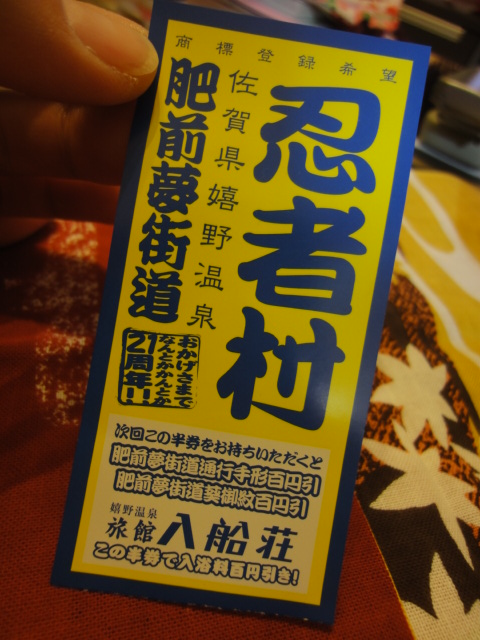 商標登録希望
忍者村
佐賀県嬉野温泉
肥前夢街道
おかげさまで
なんとかかんとか
21周年!!
次回この半券をお持ちいただくと
肥前夢街道通行手形百円引
肥前夢街道葵御紋百円引
嬉野温泉
旅館 入船荘
この半券で入浴料百円引き!